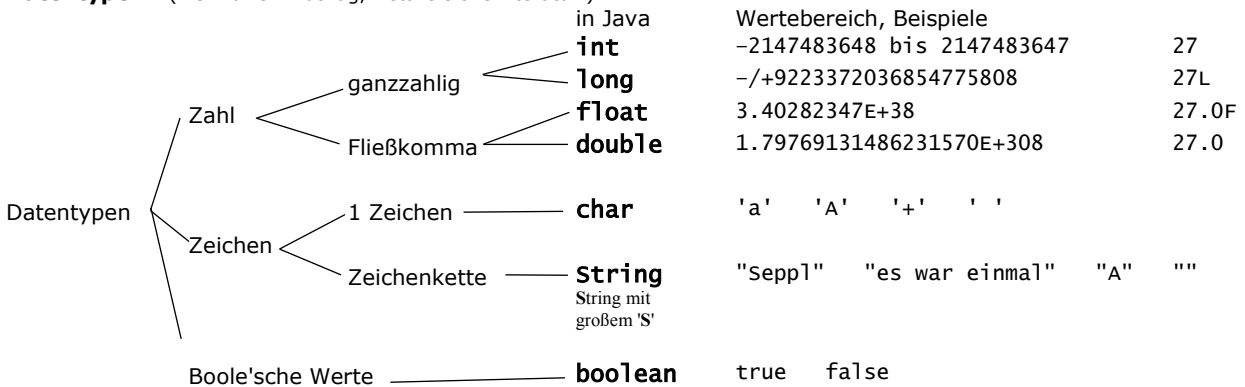 in Java Wertebereich, Beispiele
int -2147483648 bis 2147483647 27
ganzzahlig long -/+9223372036854775808 27L
Zahl float 3.40282347E+38 27.0F
Fließkomma double 1.79769131486231570E+308 27.0
Datentypen 1 Zeichen char 'a' 'A' '+' ' '
Zeichen
Zeichenkette String "Seppl" "es war einmal" "A" ""
String mit
großem 'S'
Boole'sche Werte boolean true false